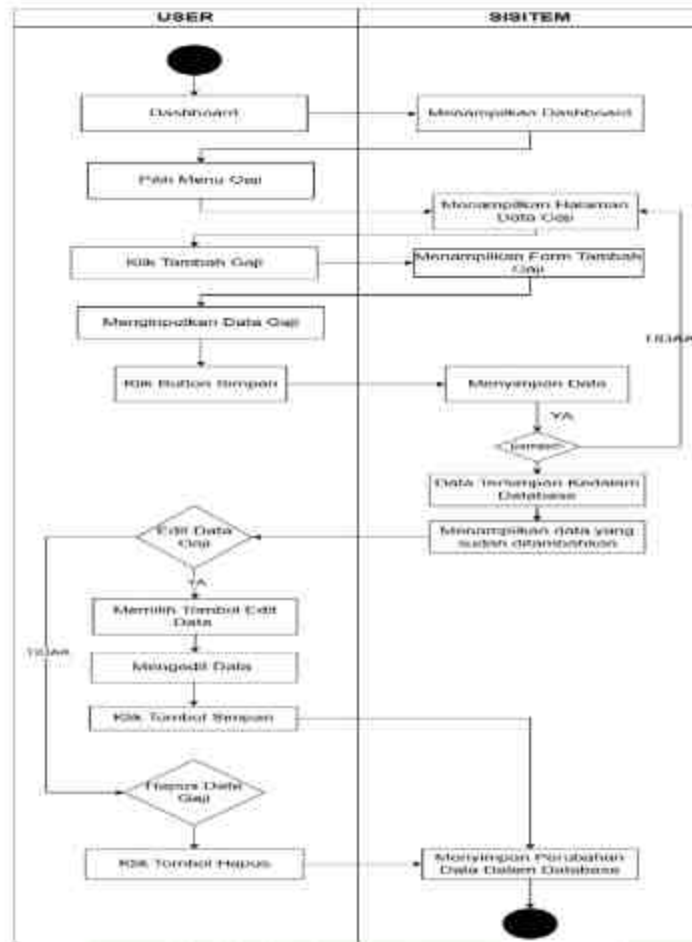 USER
SISITEM
Dashboard
Menampilkan Dashboard
Pilih Menu Gaji
Menampilkan Halaman
Data Gaji
Klik Tambah Gaji
Menampilkan Form Tambah
Gaji
Menginputkan Data Gaji
TIDAK
Klik Button Simpan
Menyimpan Data
YA
Data Tersimpan Kedalam
Database
Edit Data
Gaji
Menampilkan data yang
sudah ditambahkan
YA
Memilih Tombol Edit
Data
TIDAK
Mengedit Data
Klik Tombol Simpan
Hapus Data
Gaji
Klik Tombol Hapus
Menyimpan Perubahan
Data Dalam Database